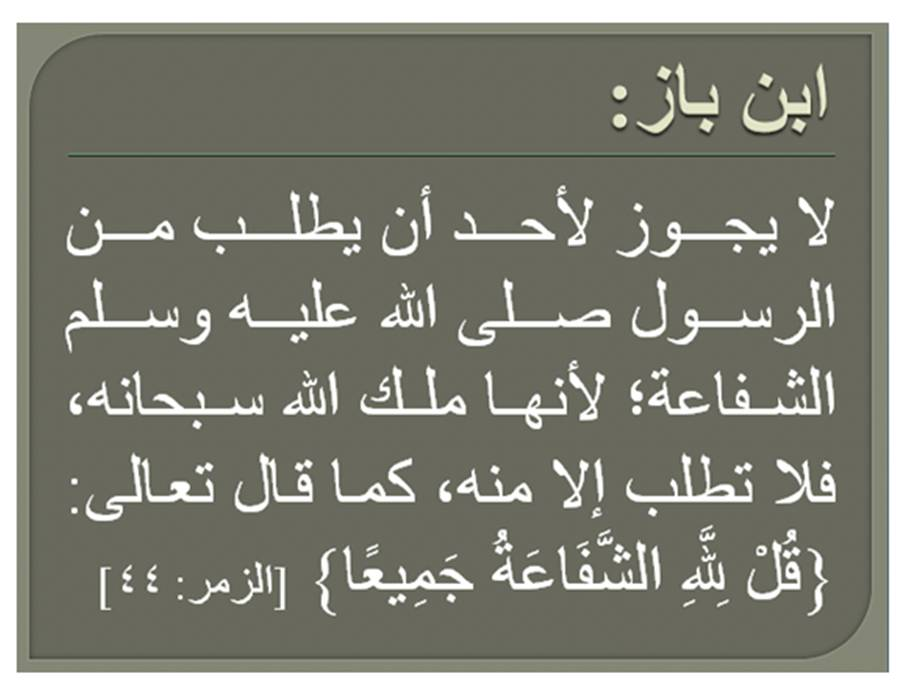 ابن باز:
لا يجوز لأحد أن يطلب من
الرسول صلى الله عليه وسلم
الشفاعة؛ لأنها ملك الله سبحانه،
فلا تطلب إلا منه، كما قال تعالى:
{قُلْ لِلَّهِ الشَّفَاعَةُ جَمِيعًا} [الزمر: ٤٤]